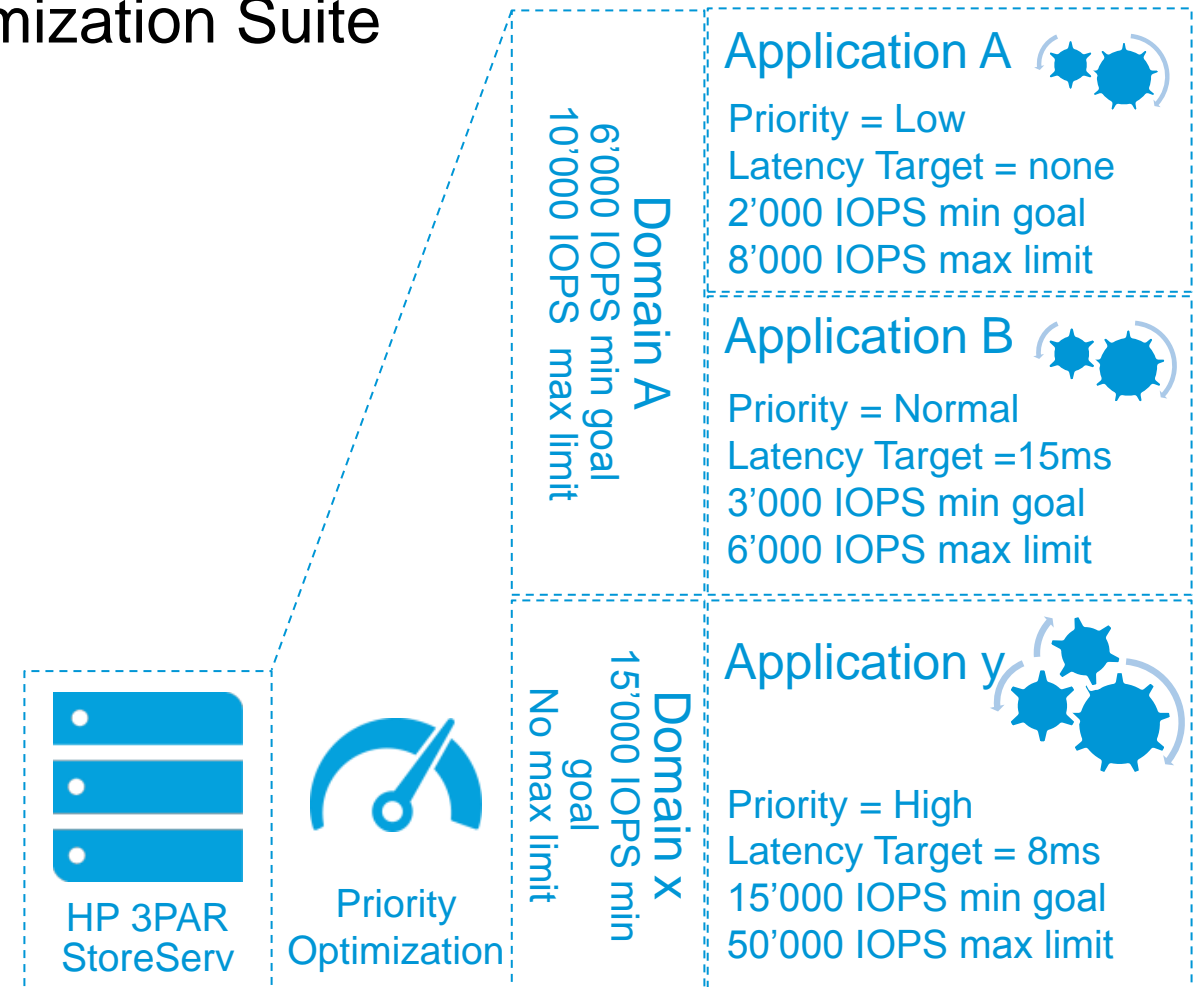 mization Suite
Domain A
6’000 IOPS min goal
10’000 IOPS max limit
Application A
Priority = Low
Latency Target = none
2’000 IOPS min goal
8’000 IOPS max limit
Application B
Priority = Normal
Latency Target =15ms
3’000 IOPS min goal
6’000 IOPS max limit
Domain x
15’000 IOPS min
goal
No max limit
Application y
Priority = High
Latency Target = 8ms
15’000 IOPS min goal
50’000 IOPS max limit
HP 3PAR
StoreServ
Priority
Optimization